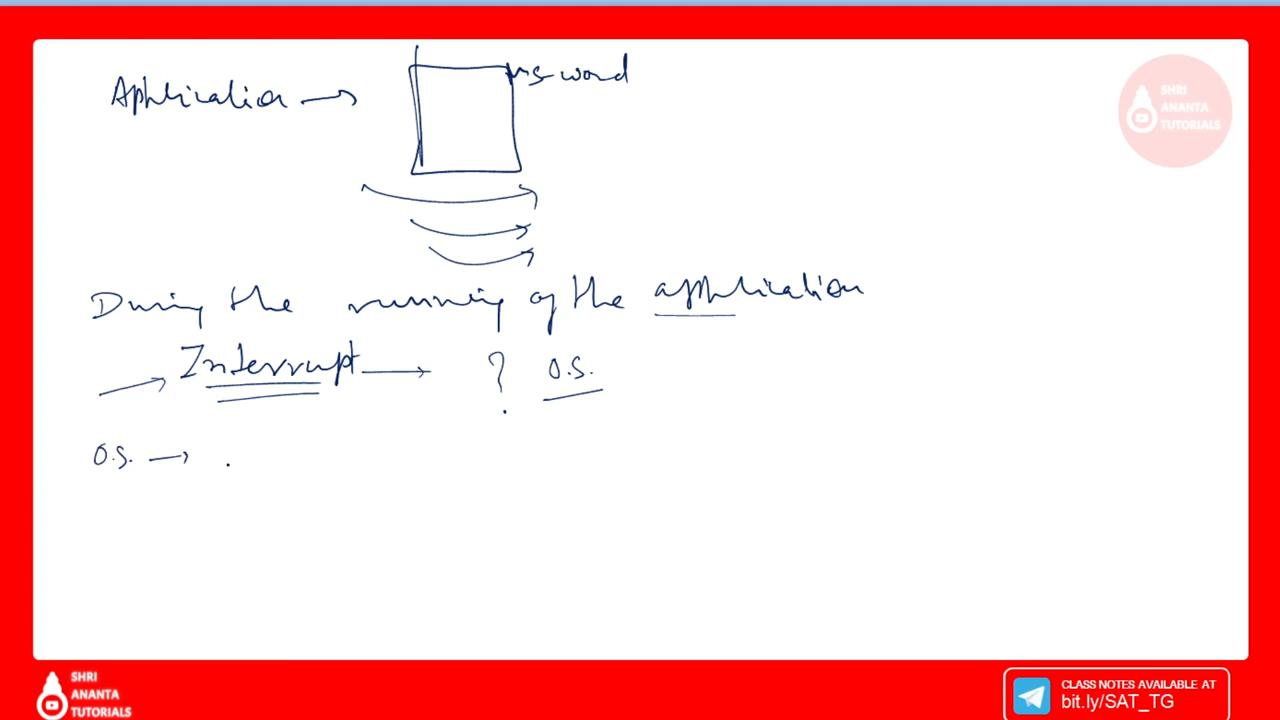 Application → ms-word
SHRI
ANANTA
TUTORIALS
During the running of the application
→ Interrupt → ? O.S.
O.S. → .
SHRI
ANANTA
TUTORIALS
CLASS NOTES AVAILABLE AT
bit.ly/SAT_TG